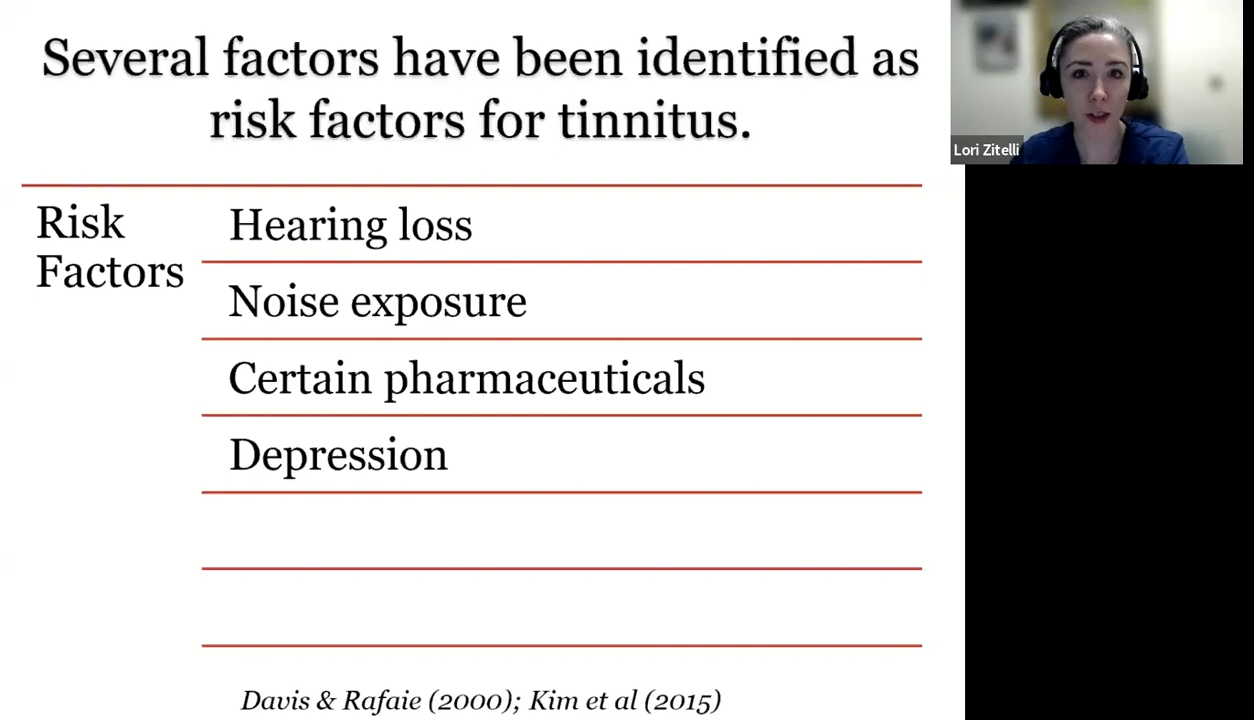 Several factors have been identified as
risk factors for tinnitus.
Lori Zitelli
Risk
Factors
Hearing loss
Noise exposure
Certain pharmaceuticals
Depression
Davis & Rafaie (2000); Kim et al (2015)